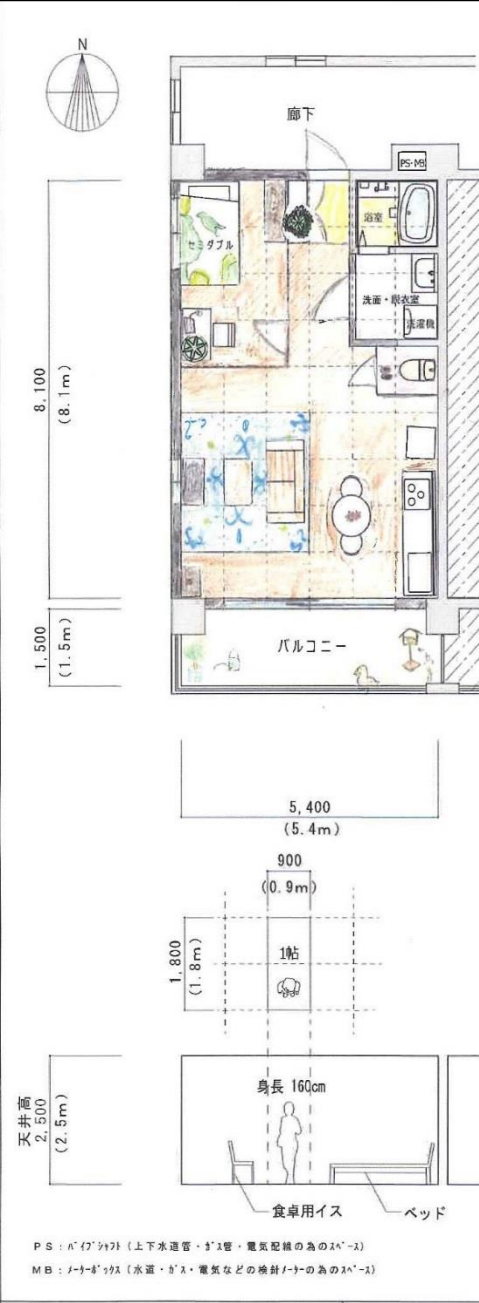 N
廊下
PS・MB
浴室
セミダブル
洗面・脱衣室
洗濯機
8,100
(8.1m)
1,500
(1.5m)
バルコニー
5,400
(5.4m)
900
(0.9m)
1,800
(1.8m)
1帖
天井高
2,500
(2.5m)
身長 160cm
食卓用イス
ベッド
PS：パイプシャフト（上下水道管・ガス管・電気配線の為のスペース）
MB：メーターボックス（水道・ガス・電気などの検針メーターの為のスペース）